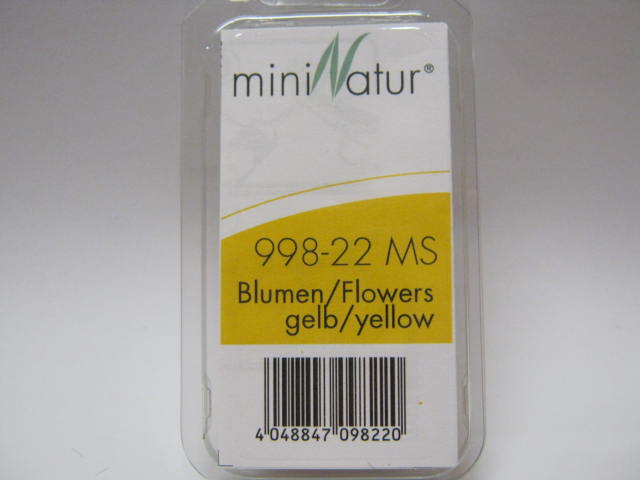 miniNatur®
998-22 MS
Blumen/Flowers
gelb/yellow
4 048847 098220